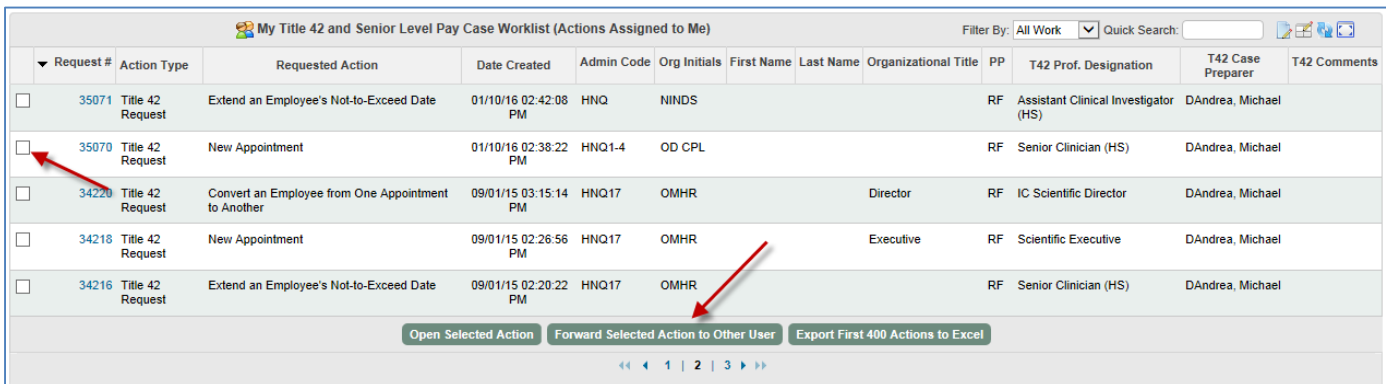 My Title 42 and Senior Level Pay Case Worklist (Actions Assigned to Me) Filter By: All Work Quick Search:
Request # Action Type Requested Action Date Created Admin Code Org Initials First Name Last Name Organizational Title PP T42 Prof. Designation T42 Case Preparer T42 Comments
35071 Title 42 Request Extend an Employee's Not-to-Exceed Date 01/10/16 02:42:08 PM HNQ NINDS RF Assistant Clinical Investigator (HS) DAndrea, Michael
35070 Title 42 Request New Appointment 01/10/16 02:38:22 PM HNQ1-4 OD CPL RF Senior Clinician (HS) DAndrea, Michael
34220 Title 42 Request Convert an Employee from One Appointment to Another 09/01/15 03:15:14 PM HNQ17 OMHR Director RF IC Scientific Director DAndrea, Michael
34218 Title 42 Request New Appointment 09/01/15 02:26:56 PM HNQ17 OMHR Executive RF Scientific Executive DAndrea, Michael
34216 Title 42 Request Extend an Employee's Not-to-Exceed Date 09/01/15 02:20:22 PM HNQ17 OMHR RF Senior Clinician (HS) DAndrea, Michael
Open Selected Action Forward Selected Action to Other User Export First 400 Actions to Excel
1 | 2 | 3